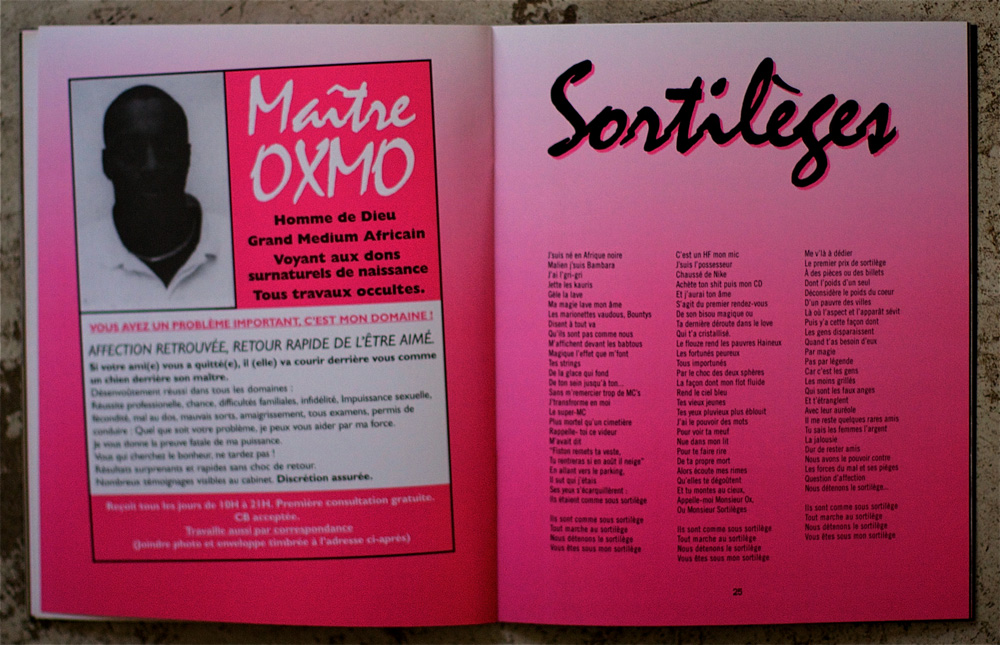 Maître
OXMO
Homme de Dieu
Grand Medium Africain
Voyant aux dons
surnaturels de naissance
Tous travaux occultes.
VOUS AVEZ UN PROBLÈME IMPORTANT, C'EST MON DOMAINE !
AFFECTION RETROUVÉE, RETOUR RAPIDE DE L'ÊTRE AIMÉ.
Si votre ami(e) vous a quitté(e), il (elle) va courir derrière vous comme
un chien derrière son maître.
Désenvoûtement réussi dans tous les domaines :
Réussite professionelle, chance, difficultés familiales, infidélité, Impuissance sexuelle,
fécondité, mal au dos, mauvais sorts, amaigrissement, tous examens, permis de
conduire : Quel que soit votre problème, je peux vous aider par ma force.
Je vous donne la preuve fatale de ma puissance.
Vous qui cherchez le bonheur, ne tardez pas !
Résultats surprenants et rapides sans choc de retour.
Nombreux témoignages visibles au cabinet. Discrétion assurée.
Reçoit tous les jours de 10H à 21H. Première consultation gratuite.
CB acceptée.
Travaille aussi par correspondance
(Joindre photo et enveloppe timbrée à l'adresse ci-après)
Sortilèges
J'suis né en Afrique noire
Malien j'suis Bambara
J'ai l'gri-gri
Jette les kauris
Gèle la lave
Ma magie lave mon âme
Les marionettes vaudous, Bountys
Disent à tout va
Qu'ils sont pas comme nous
M'affichent devant les babtous
Magique l'effet que m'font
Tes strings
De la glace qui fond
De ton sein jusqu'à ton...
Sans m'remercier trop de MC's
J'transforme en moi
Le super-MC
Plus mortel qu'un cimetière
Rappelle- toi ce videur
M'avait dit
"Fiston remets ta veste,
Tu rentreras si en août il neige"
En allant vers le parking,
Il sut qui j'étais
Ses yeux s'écarquillèrent :
Ils étaient comme sous sortilège
Ils sont comme sous sortilège
Tout marche au sortilège
Nous détenons le sortilège
Vous êtes sous mon sortilège
C'est un HF mon mic
J'suis l'possesseur
Chaussé de Nike
Achète ton shit puis mon CD
Et j'aurai ton âme
S'agit du premier rendez-vous
De son bisou magique ou
Ta dernière déroute dans le love
Qui t'a cristallisé.
Le flouze rend les pauvres Haineux
Les fortunés peureux
Tous importunés
Par le choc des deux sphères
La façon dont mon flot fluide
Rend le ciel bleu
Tes vieux jeunes
Tes yeux pluvieux plus éblouit
J'ai le pouvoir des mots
Pour voir ta meuf
Nue dans mon lit
Pour te faire rire
De ta propre mort
Alors écoute mes rimes
Qu'elles te dégoûtent
Et tu montes au cieux,
Appelle-moi Monsieur Ox,
Ou Monsieur Sortilèges
Ils sont comme sous sortilège
Tout marche au sortilège
Nous détenons le sortilège
Vous êtes sous mon sortilège
Me v'là à dédier
Le premier prix de sortilège
À des pièces ou des billets
Dont l'poids d'un seul
Déconsidère le poids du coeur
D'un pauvre des villes
Là où l'aspect et l'apparât sévit
Puis y'a cette façon dont
Les gens disparaissent
Quand t'as besoin d'eux
Par magie
Pas par légende
Car c'est les gens
Les moins grillés
Qui sont les faux anges
Et t'étranglent
Avec leur auréole
Il me reste quelques rares amis
Tu sais les femmes l'argent
La jalousie
Dur de rester amis
Nous avons le pouvoir contre
Les forces du mal et ses pièges
Question d'affection
Nous détenons le sortilège...
Ils sont comme sous sortilège
Tout marche au sortilège
Nous détenons le sortilège
Vous êtes sous mon sortilège
25